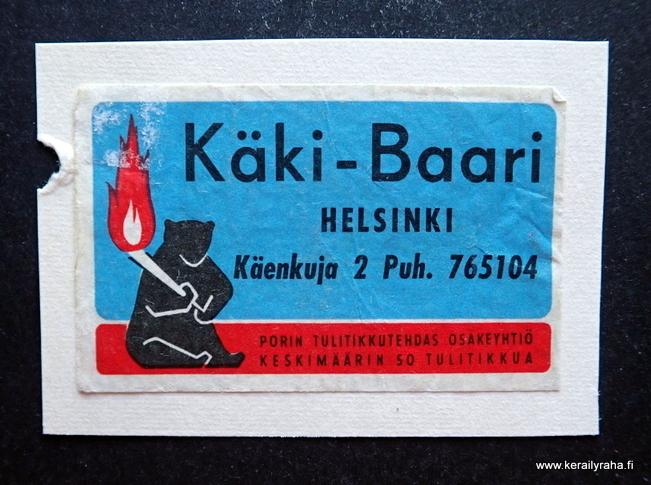 Käki-Baari
HELSINKI
Käenkuja 2 Puh. 765104
PORIN TULITIKKUTEHDAS OSAKEYHTIÖ
KESKIMÄÄRIN 50 TULITIKKUA
www.kerailyraha.fi